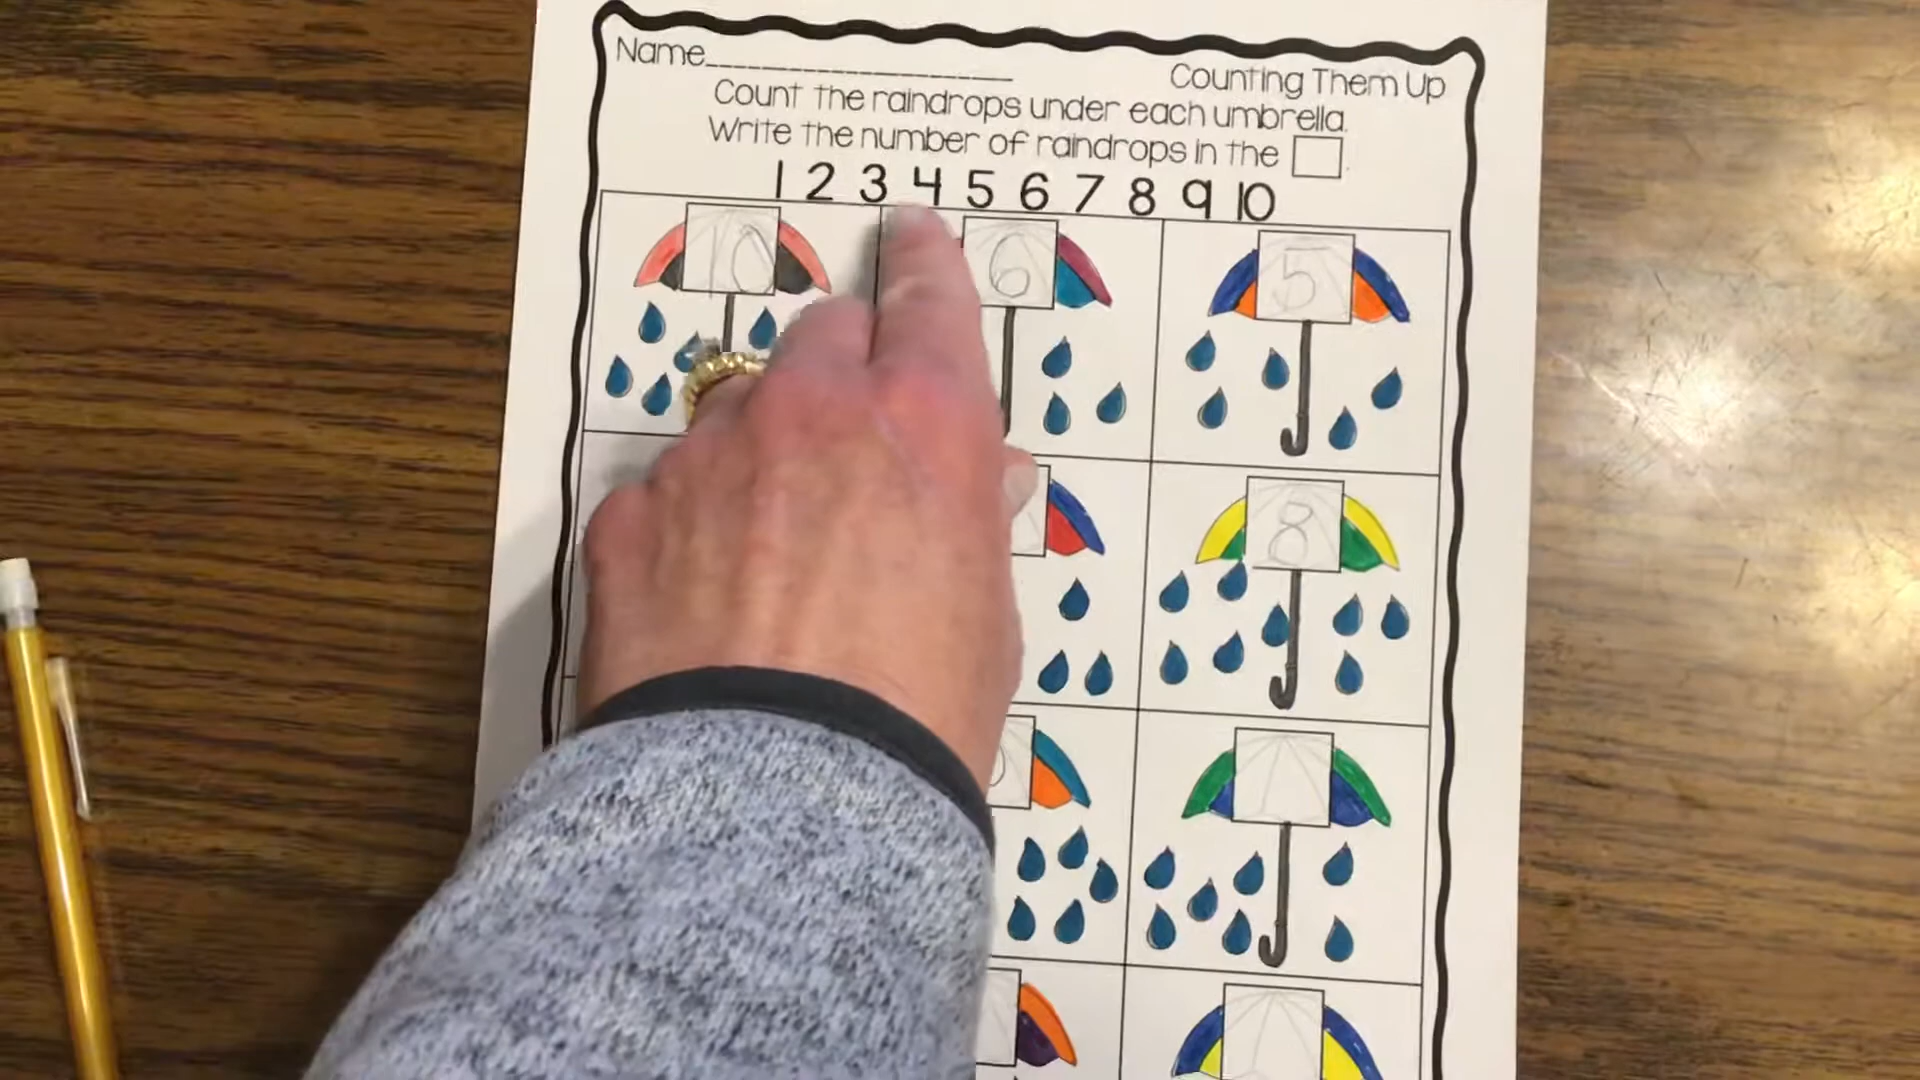 Name
Counting Them Up
Count the raindrops under each umbrella.
Write the number of raindrops in the
1 2 3 4 5 6 7 8 9 10
10 6 5
8